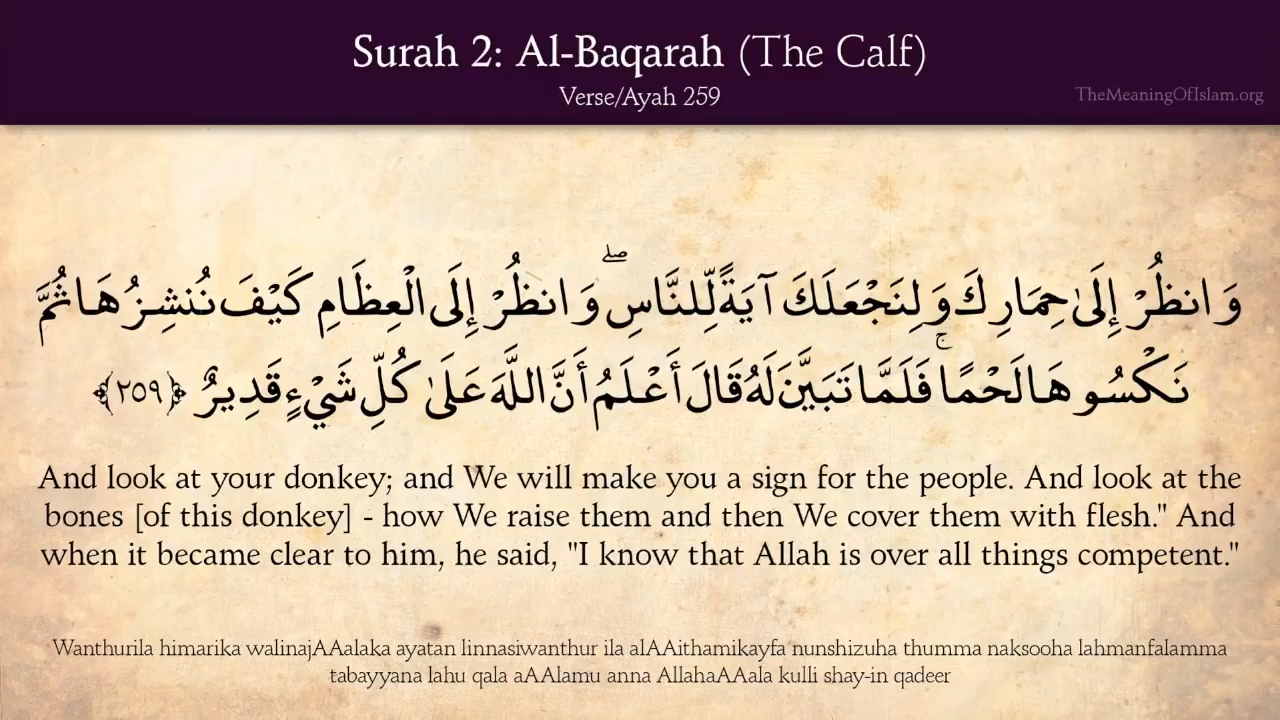 Surah 2: Al-Baqarah (The Calf)
Verse/Ayah 259
TheMeaningOfIslam.org
وَانظُرْ إِلَىٰ حِمَارِكَ وَلِنَجْعَلَكَ آيَةً لِّلنَّاسِ ۖ وَانظُرْ إِلَى الْعِظَامِ كَيْفَ نُنشِزُهَا ثُمَّ
نَكْسُوهَا لَحْمًا ۚ فَلَمَّا تَبَيَّنَ لَهُ قَالَ أَعْلَمُ أَنَّ اللَّهَ عَلَىٰ كُلِّ شَيْءٍ قَدِيرٌ ﴿٢٥٩﴾
And look at your donkey; and We will make you a sign for the people. And look at the
bones [of this donkey] - how We raise them and then We cover them with flesh." And
when it became clear to him, he said, "I know that Allah is over all things competent."
Wanthurila himarika walinajAAalaka ayatan linnasiwanthur ila alAAithamikayfa nunshizuha thumma naksooha lahmanfalamma
tabayyana lahu qala aAAlamu anna AllahaAAala kulli shay-in qadeer